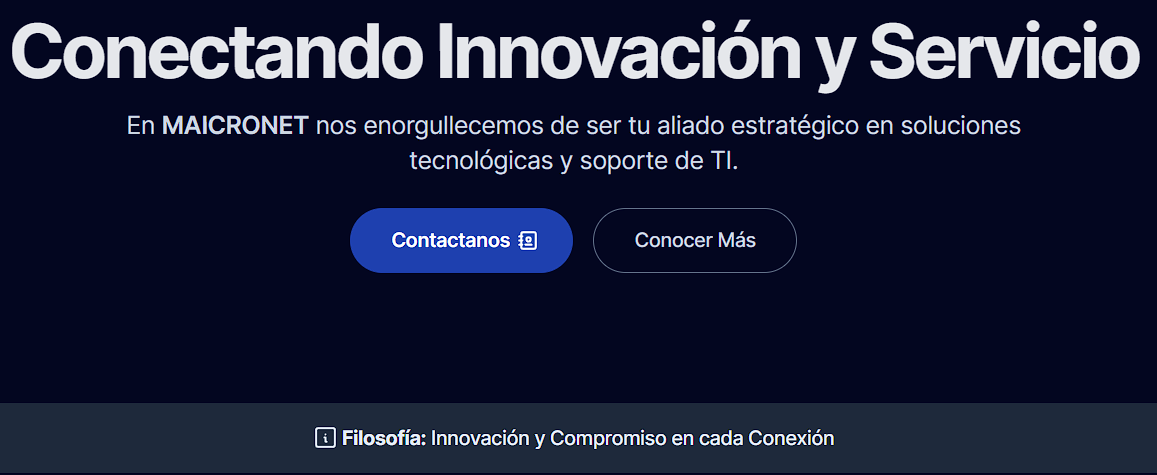 Conectando Innovación y Servicio
En MAICRONET nos enorgullecemos de ser tu aliado estratégico en soluciones
tecnológicas y soporte de TI.
Contactanos
Conocer Más
Filosofía: Innovación y Compromiso en cada Conexión